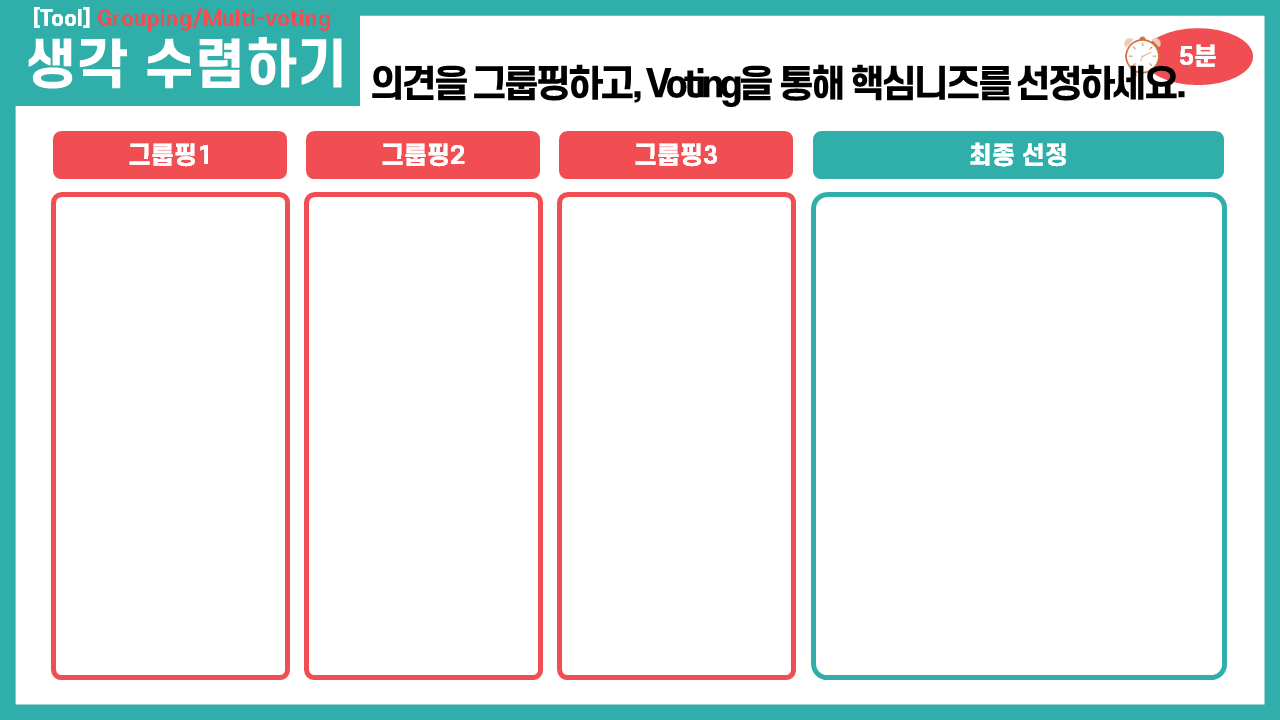 [Tool] Grouping/Multi-voting
생각 수렴하기
의견을 그룹핑하고, Voting을 통해 핵심니즈를 선정하세요.
5분
그룹핑1
그룹핑2
그룹핑3
최종 선정